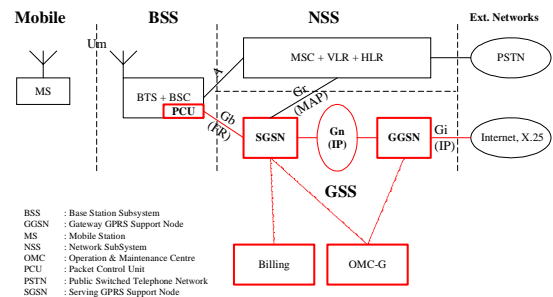 Mobile BSS NSS Ext. Networks
Um
MS
BTS + BSC
PCU
A
MSC + VLR + HLR
PSTN
Gr
(MAP)
Gb
(FR)
SGSN
Gn
(IP)
GGSN
Gi
(IP)
Internet, X.25
GSS
Billing
OMC-G
BSS : Base Station Subsystem
GGSN : Gateway GPRS Support Node
MS : Mobile Station
NSS : Network SubSystem
OMC : Operation & Maintenance Centre
PCU : Packet Control Unit
PSTN : Public Switched Telephone Network
SGSN : Serving GPRS Support Node